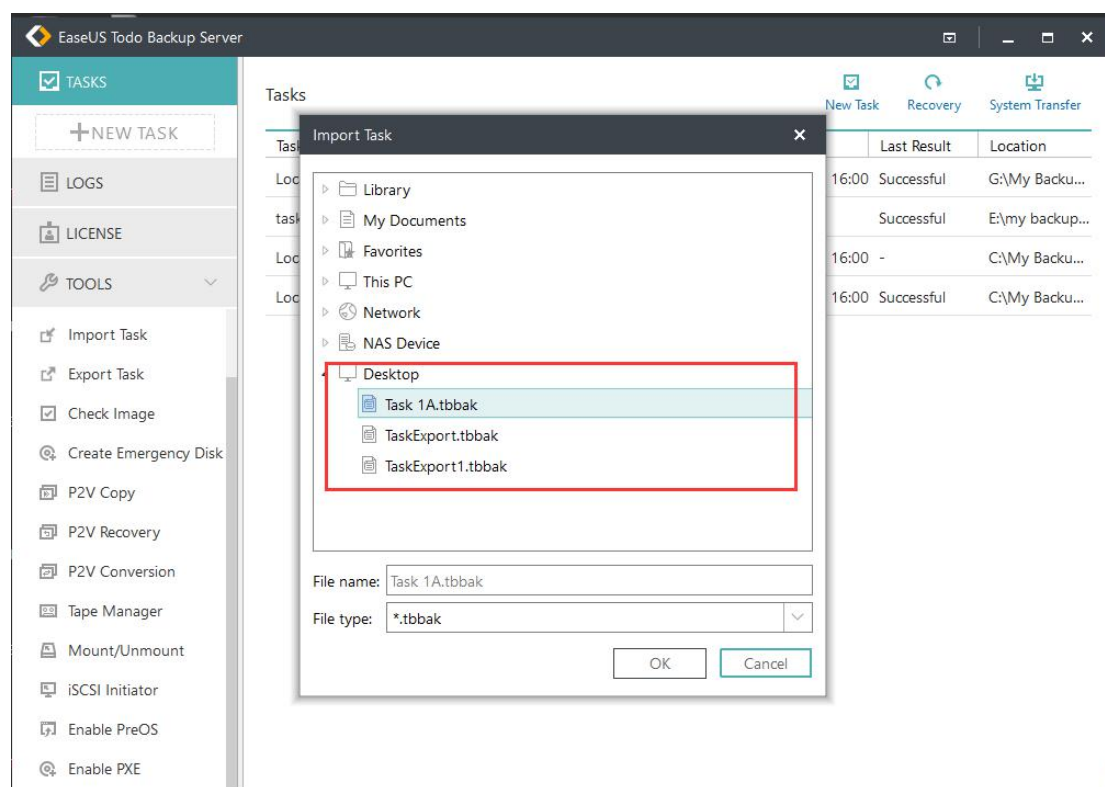 EaseUS Todo Backup Server
TASKS
NEW TASK
LOGS
LICENSE
TOOLS
Import Task
Export Task
Check Image
Create Emergency Disk
P2V Copy
P2V Recovery
P2V Conversion
Tape Manager
Mount/Unmount
iSCSI Initiator
Enable PreOS
Enable PXE
Tasks
New Task Recovery System Transfer
Last Result Location
Loc 16:00 Successful G:\My Backu...
task Successful E:\my backup...
Loc 16:00 - C:\My Backu...
Loc 16:00 Successful C:\My Backu...
Import Task
Library
My Documents
Favorites
This PC
Network
NAS Device
Desktop
Task 1A.tbbak
TaskExport.tbbak
TaskExport1.tbbak
File name: Task 1A.tbbak
File type: *.tbbak
OK Cancel